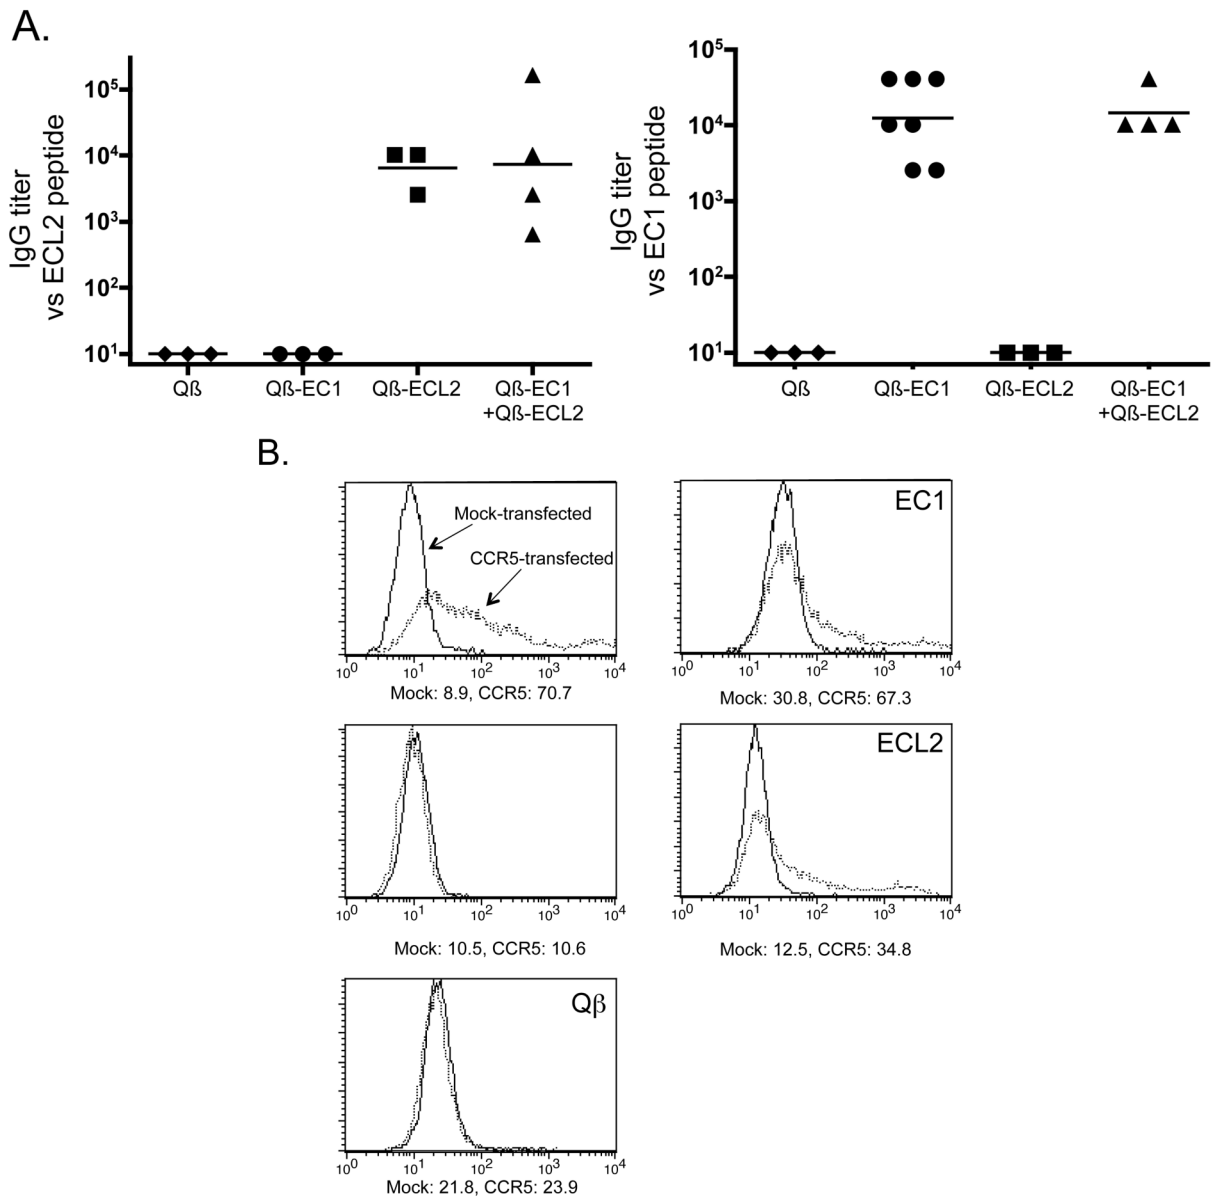 A.
IgG titer
vs ECL2 peptide
10⁵
10⁴
10³
10²
10¹
Qß
Qß-EC1
Qß-ECL2
Qß-EC1
+Qß-ECL2
IgG titer
vs EC1 peptide
10⁵
10⁴
10³
10²
10¹
Qß
Qß-EC1
Qß-ECL2
Qß-EC1
+Qß-ECL2
B.
Mock-transfected
CCR5-transfected
10⁰ 10¹ 10² 10³ 10⁴
Mock: 8.9, CCR5: 70.7
EC1
10⁰ 10¹ 10² 10³ 10⁴
Mock: 30.8, CCR5: 67.3
10⁰ 10¹ 10² 10³ 10⁴
Mock: 10.5, CCR5: 10.6
ECL2
10⁰ 10¹ 10² 10³ 10⁴
Mock: 12.5, CCR5: 34.8
Qβ
10⁰ 10¹ 10² 10³ 10⁴
Mock: 21.8, CCR5: 23.9